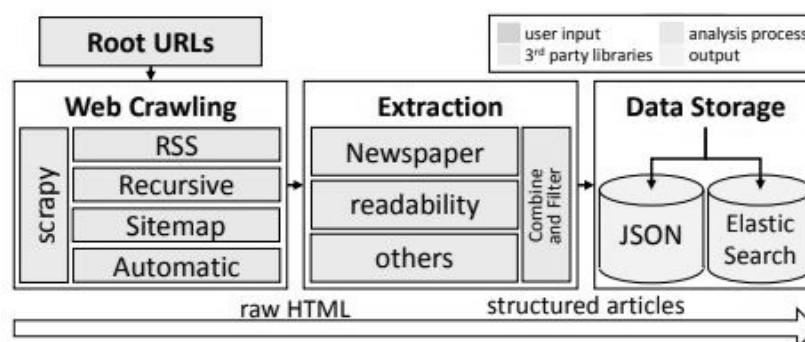 Root URLs
user input
analysis process
3rd party libraries
output
Web Crawling
scrapy
RSS
Recursive
Sitemap
Automatic
Extraction
Newspaper
readability
others
Combine
and Filter
Data Storage
JSON
Elastic
Search
raw HTML
structured articles